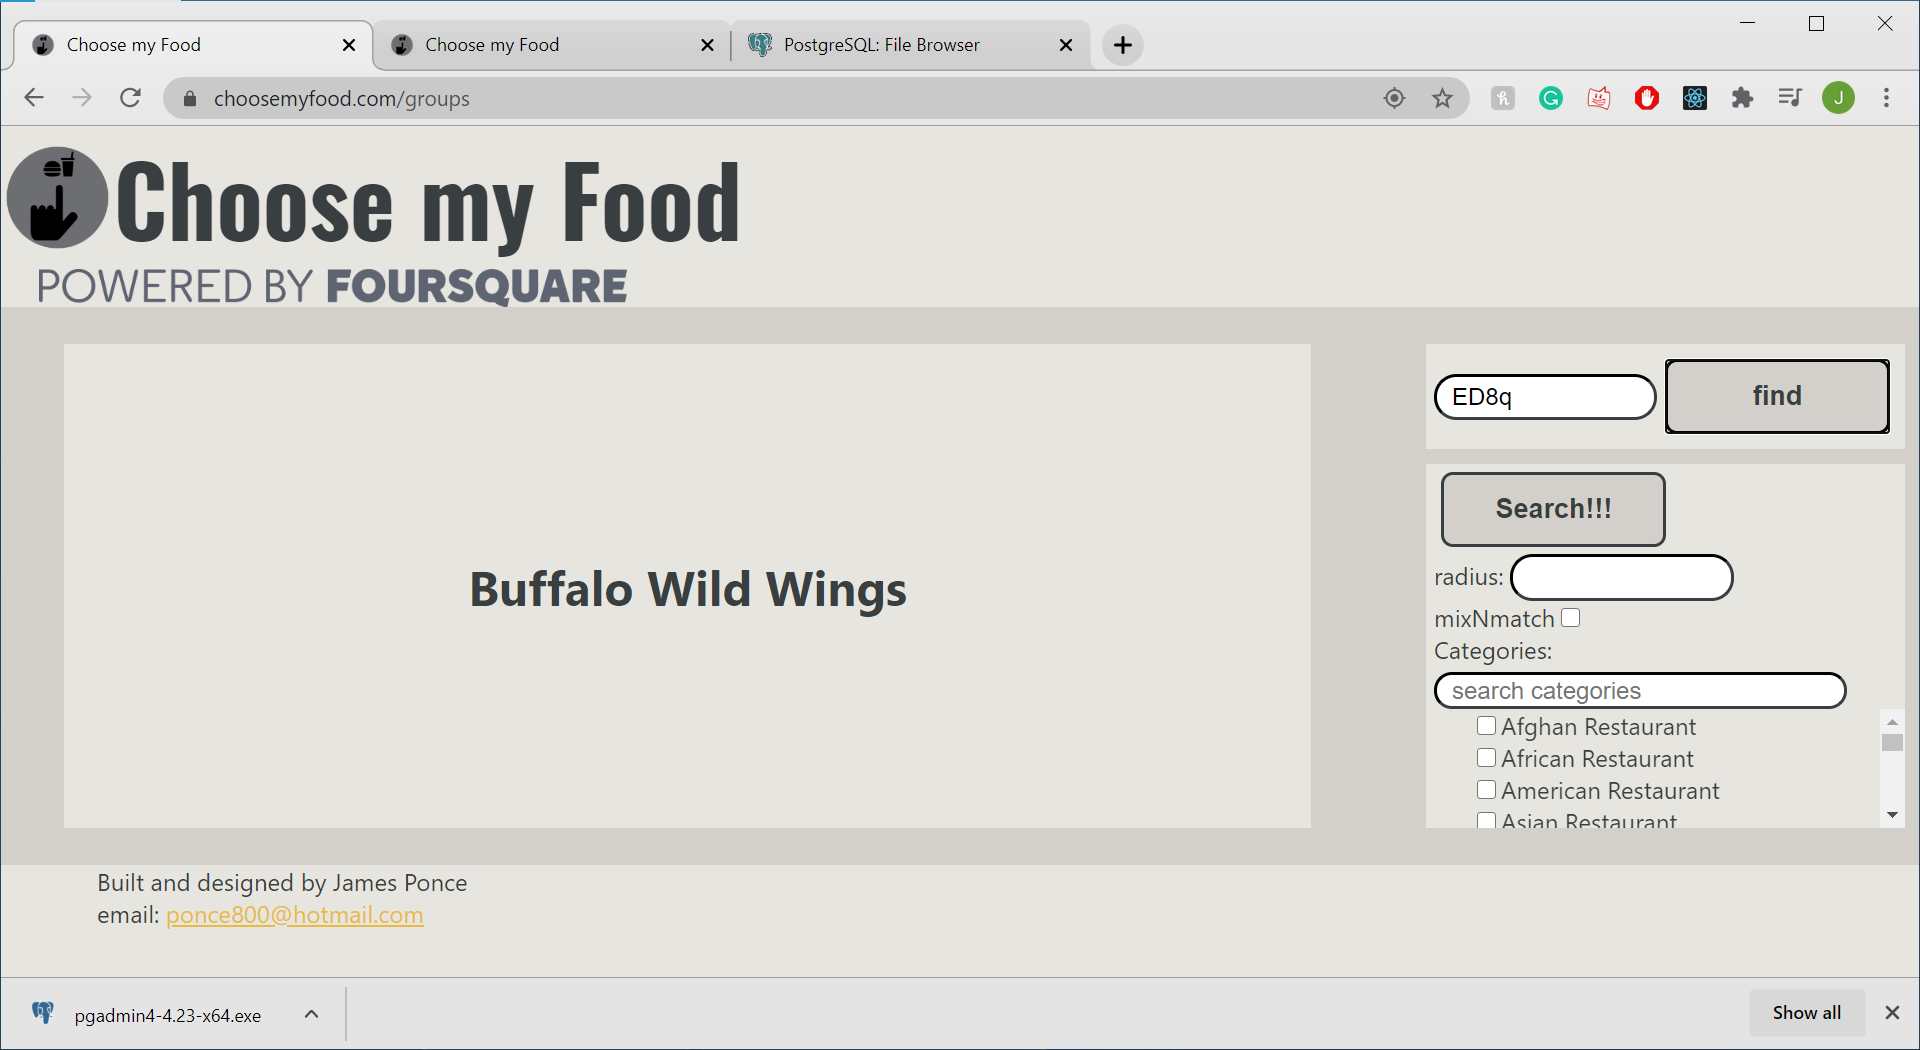 Choose my Food
Choose my Food
PostgreSQL: File Browser
choosemyfood.com/groups
J
Choose my Food
POWERED BY FOURSQUARE
Buffalo Wild Wings
ED8q
find
Search!!!
radius:
mixNmatch
Categories:
search categories
Afghan Restaurant
African Restaurant
American Restaurant
Asian Restaurant
Built and designed by James Ponce
email: ponce800@hotmail.com
pgadmin4-4.23-x64.exe
Show all